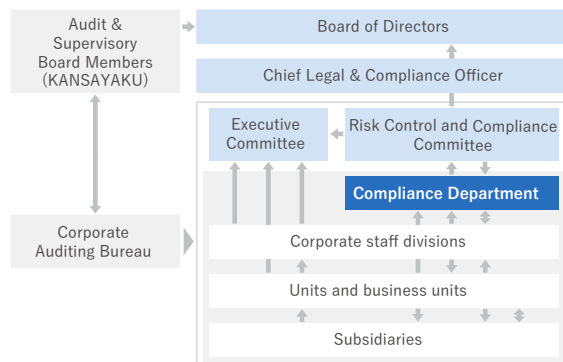 Audit &
Supervisory
Board Members
(KANSAYAKU)
Board of Directors
Chief Legal & Compliance Officer
Executive
Committee
Risk Control and Compliance
Committee
Compliance Department
Corporate
Auditing Bureau
Corporate staff divisions
Units and business units
Subsidiaries